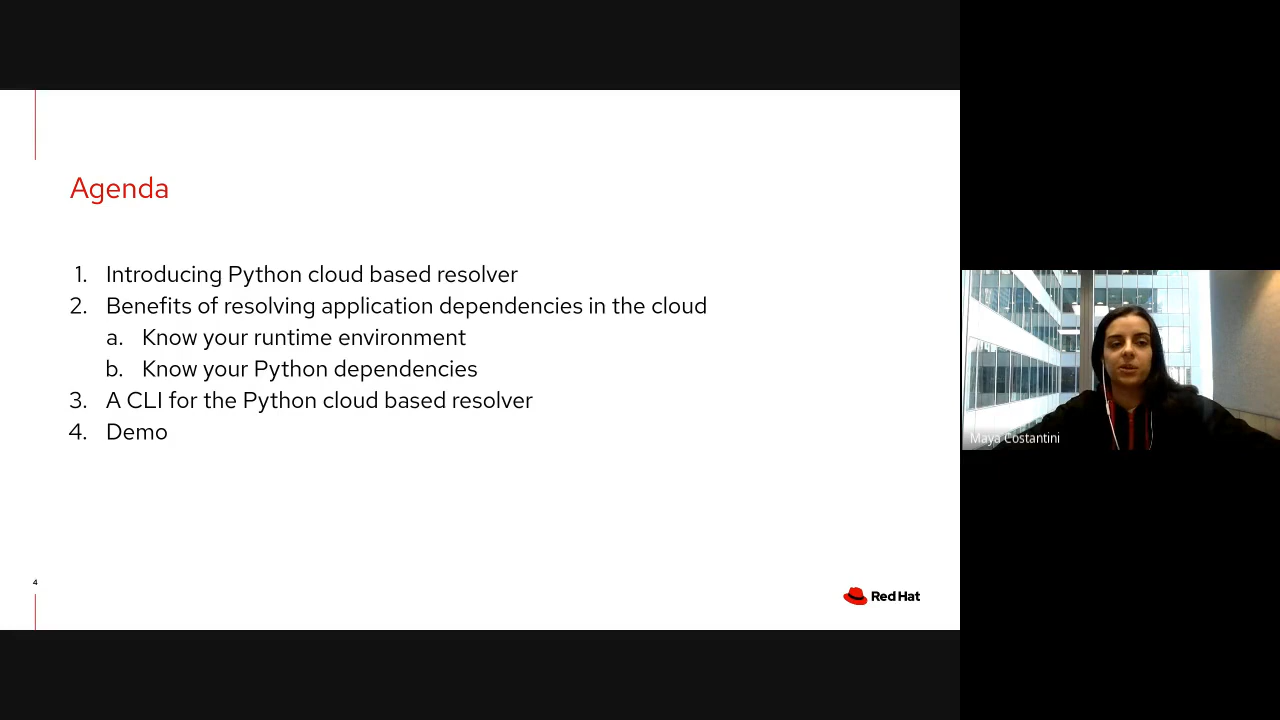 Agenda
1. Introducing Python cloud based resolver
2. Benefits of resolving application dependencies in the cloud
a. Know your runtime environment
b. Know your Python dependencies
3. A CLI for the Python cloud based resolver
4. Demo
4
Red Hat
Maya Costantini